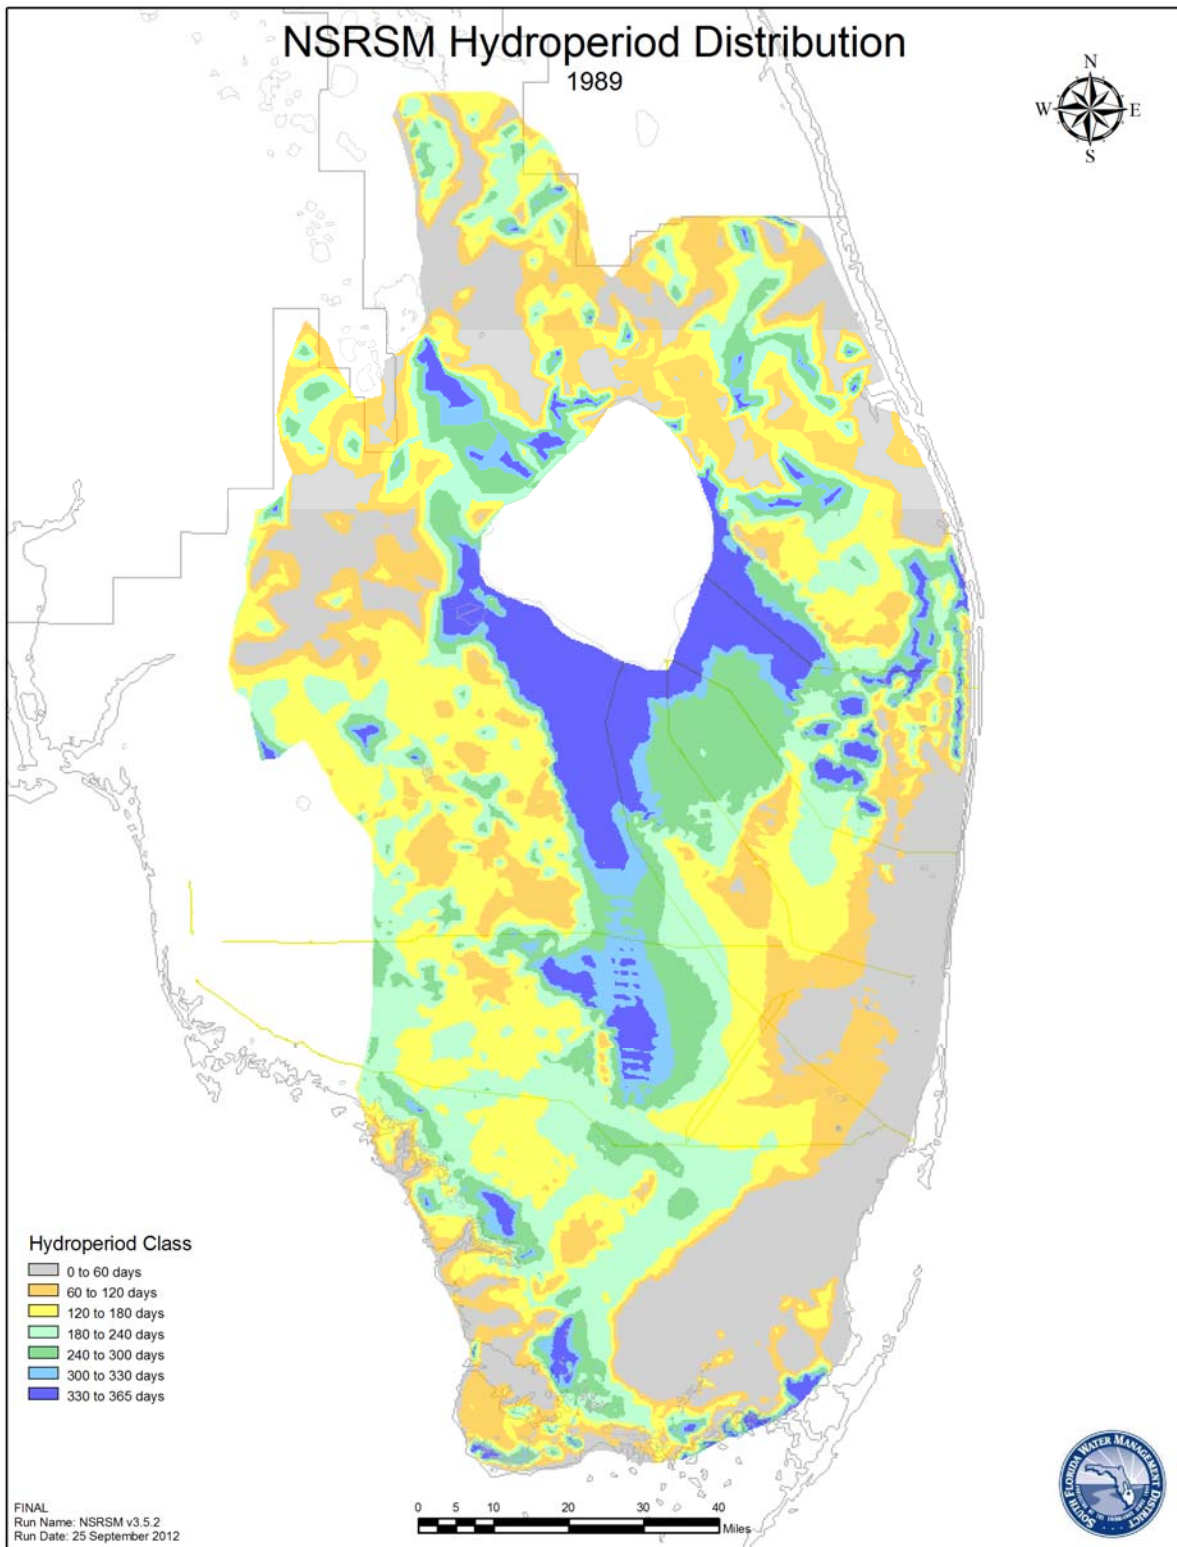 NSRSM Hydroperiod Distribution
1989
N
W E
S
Hydroperiod Class
0 to 60 days
60 to 120 days
120 to 180 days
180 to 240 days
240 to 300 days
300 to 330 days
330 to 365 days
FINAL
Run Name: NSRSM v3.5.2
Run Date: 25 September 2012
0 5 10 20 30 40
Miles
SOUTH FLORIDA WATER MANAGEMENT DISTRICT